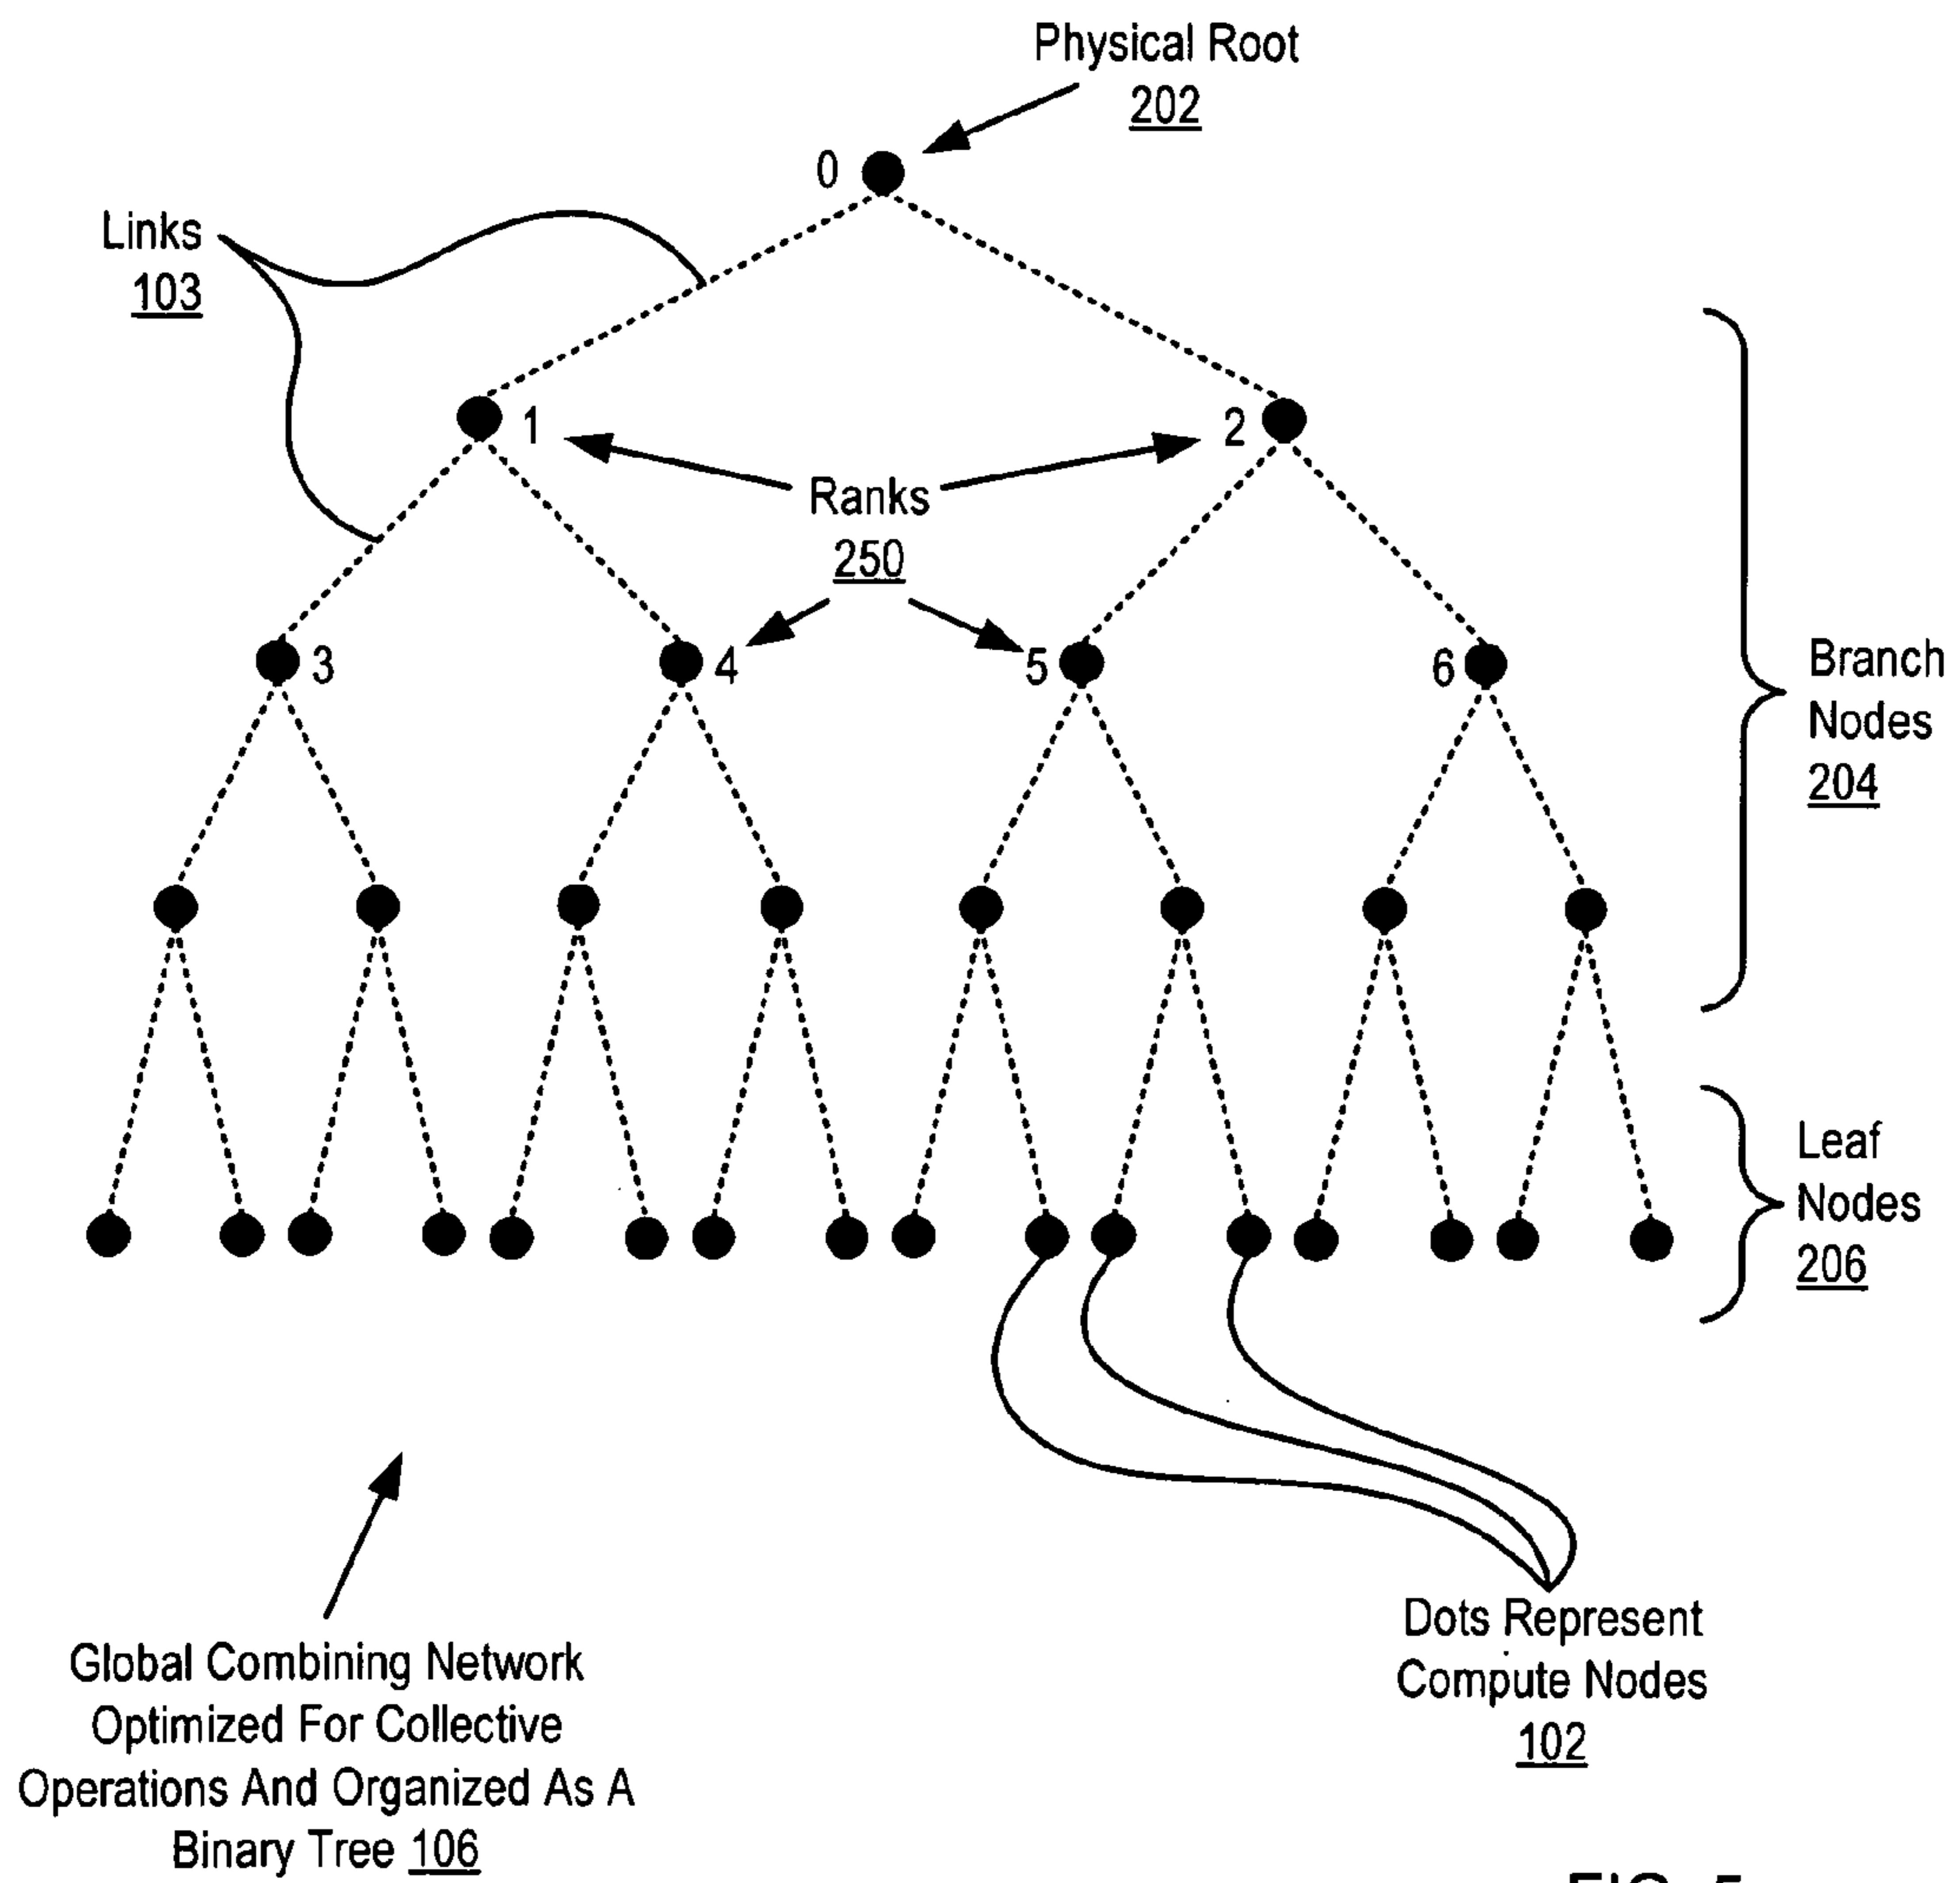 Physical Root
202
0
Links
103
1
2
Ranks
250
3
4
5
6
Branch
Nodes
204
Leaf
Nodes
206
Dots Represent
Compute Nodes
102
Global Combining Network
Optimized For Collective
Operations And Organized As A
Binary Tree 106